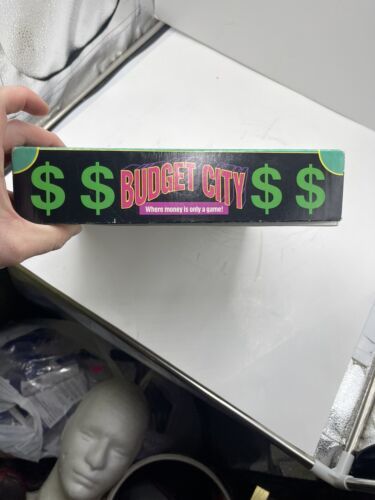 $ $ BUDGET CITY $ $
Where money is only a game!